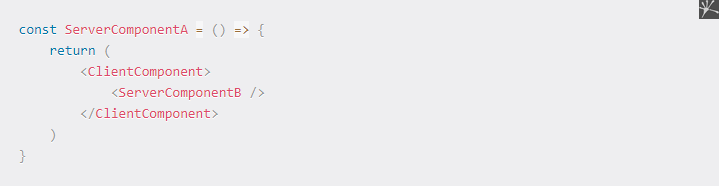 const ServerComponentA = () => {
    return (
        <ClientComponent>
            <ServerComponentB />
        </ClientComponent>
    )
}